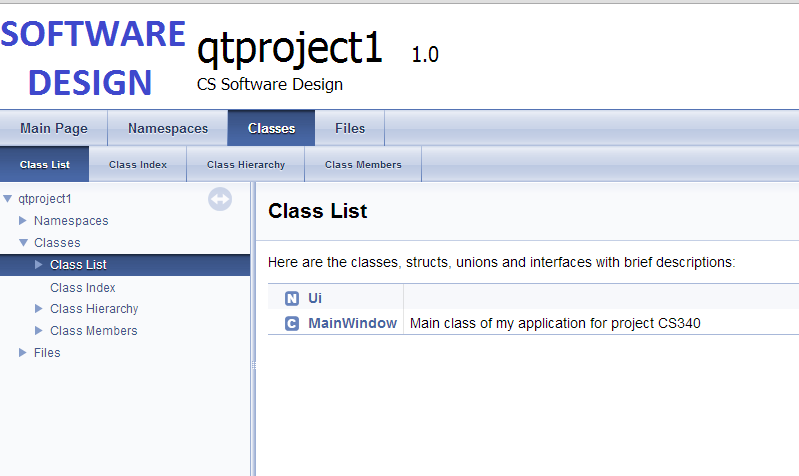 SOFTWARE
DESIGN
qtproject1 1.0
CS Software Design
Main Page Namespaces Classes Files
Class List Class Index Class Hierarchy Class Members
qtproject1
Namespaces
Classes
Class List
Class Index
Class Hierarchy
Class Members
Files
Class List
Here are the classes, structs, unions and interfaces with brief descriptions:
N Ui
C MainWindow Main class of my application for project CS340